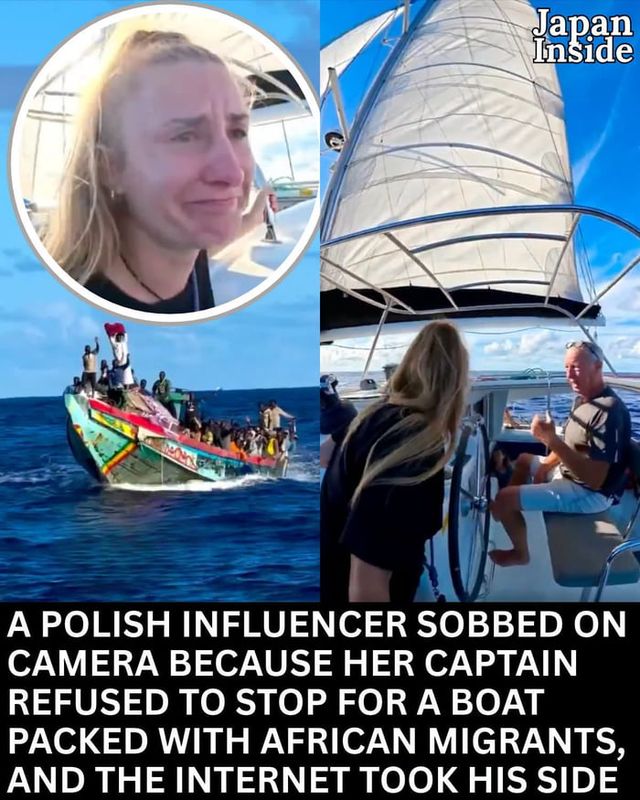 Japan
Inside
A POLISH INFLUENCER SOBBED ON
CAMERA BECAUSE HER CAPTAIN
REFUSED TO STOP FOR A BOAT
PACKED WITH AFRICAN MIGRANTS,
AND THE INTERNET TOOK HIS SIDE